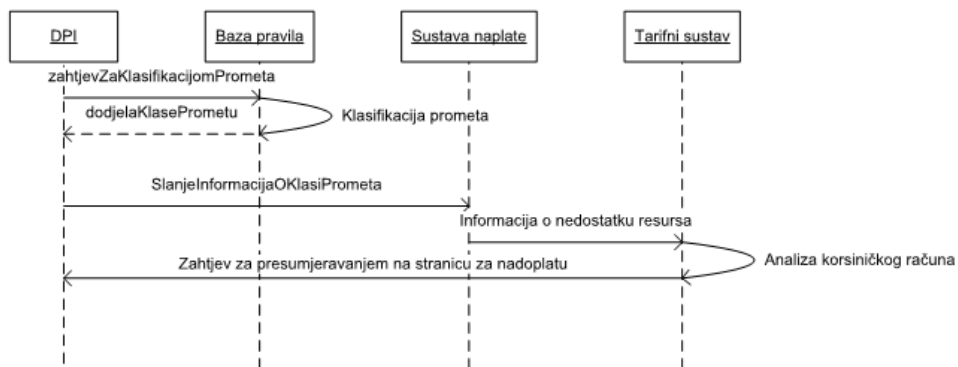 DPI
Baza pravila
Sustava naplate
Tarifni sustav
zahtjevZaKlasifikacijomPrometa
dodjelaKlasePrometu
Klasifikacija prometa
SlanjeInformacijaOKlasiPrometa
Informacija o nedostatku resursa
Zahtjev za presumjeravanjem na stranicu za nadoplatu
Analiza korsiničkog računa